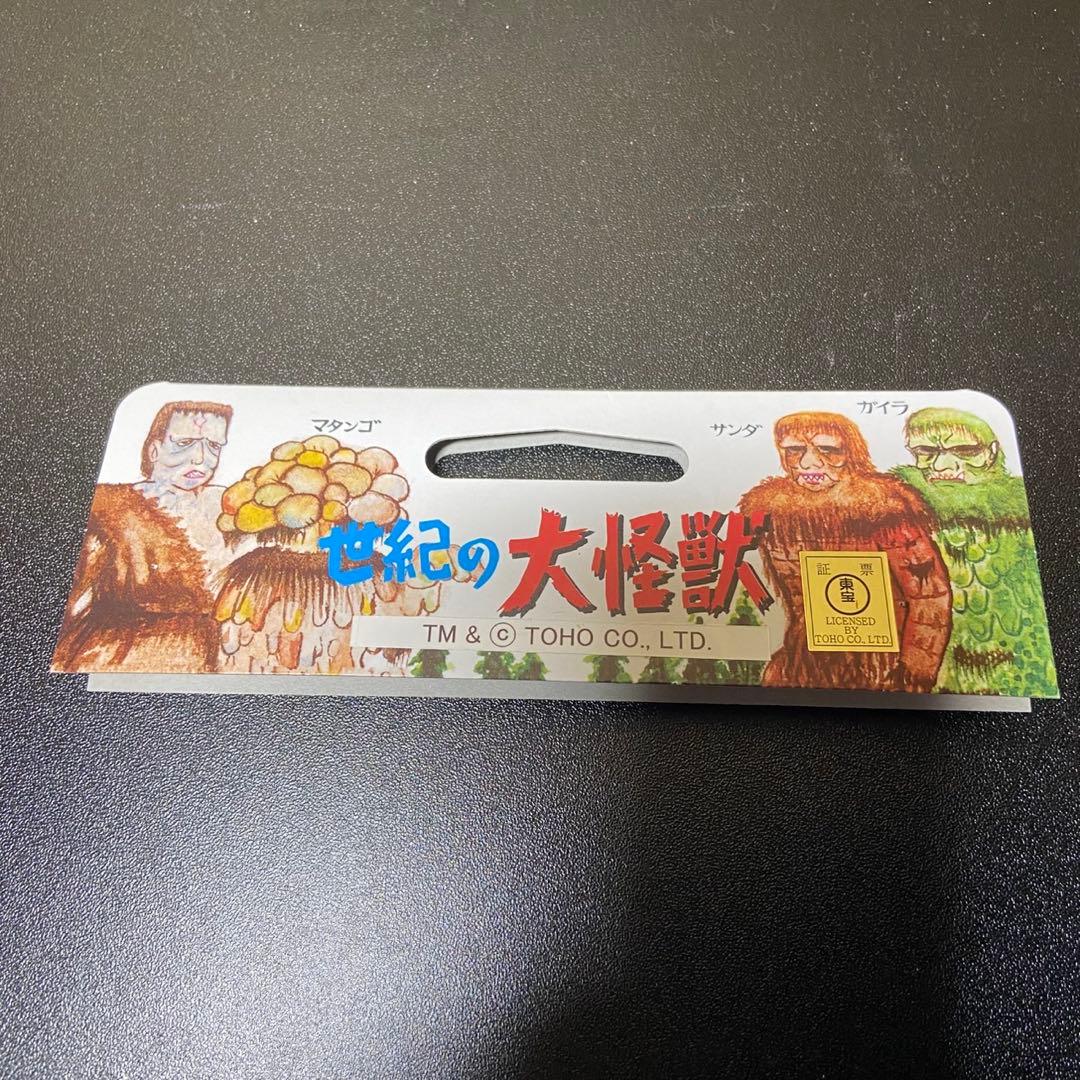 マタンゴ
サンダ
ガイラ
世紀の大怪獣
TM & © TOHO CO., LTD.
証 票
東宝
LICENSED
BY
TOHO CO., LTD.